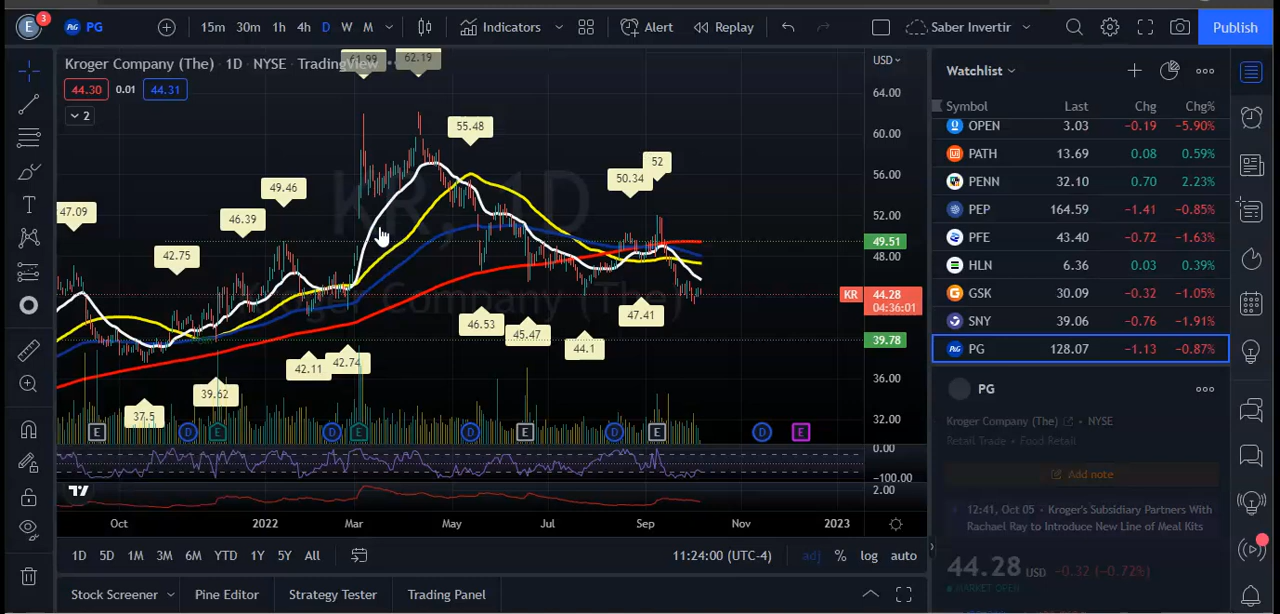 E 3 P&G PG 15m 30m 1h 4h D W M Indicators Alert Replay Saber Invertir Publish
Kroger Company (The) · 1D · NYSE · TradingView
44.30 0.01 44.31
2
KR, 1D
Kroger Company (The)
61.99
62.19
55.48
52
50.34
49.46
47.09
46.39
42.75
47.41
46.53
45.47
44.1
42.74
42.11
39.62
37.5
E D E D E D E D E D E
USD
64.00
60.00
56.00
52.00
49.51
48.00
KR 44.28
04:36:01
39.78
36.00
32.00
0.00
−100.00
2.00
Oct 2022 Mar May Jul Sep Nov 2023
1D 5D 1M 3M 6M YTD 1Y 5Y All 11:24:00 (UTC-4) adj % log auto
Stock Screener Pine Editor Strategy Tester Trading Panel
Watchlist
Symbol Last Chg Chg%
OPEN 3.03 −0.19 −5.90%
PATH 13.69 0.08 0.59%
PENN 32.10 0.70 2.23%
PEP 164.59 −1.41 −0.85%
PFE 43.40 −0.72 −1.63%
HLN 6.36 0.03 0.39%
GSK 30.09 −0.32 −1.05%
SNY 39.06 −0.76 −1.91%
P&G PG 128.07 −1.13 −0.87%
PG
Kroger Company (The) • NYSE
Retail Trade • Food Retail
Add note
12:41, Oct 05 • Kroger's Subsidiary Partners With
Rachael Ray to Introduce New Line of Meal Kits
44.28 USD −0.32 (−0.72%)
MARKET OPEN